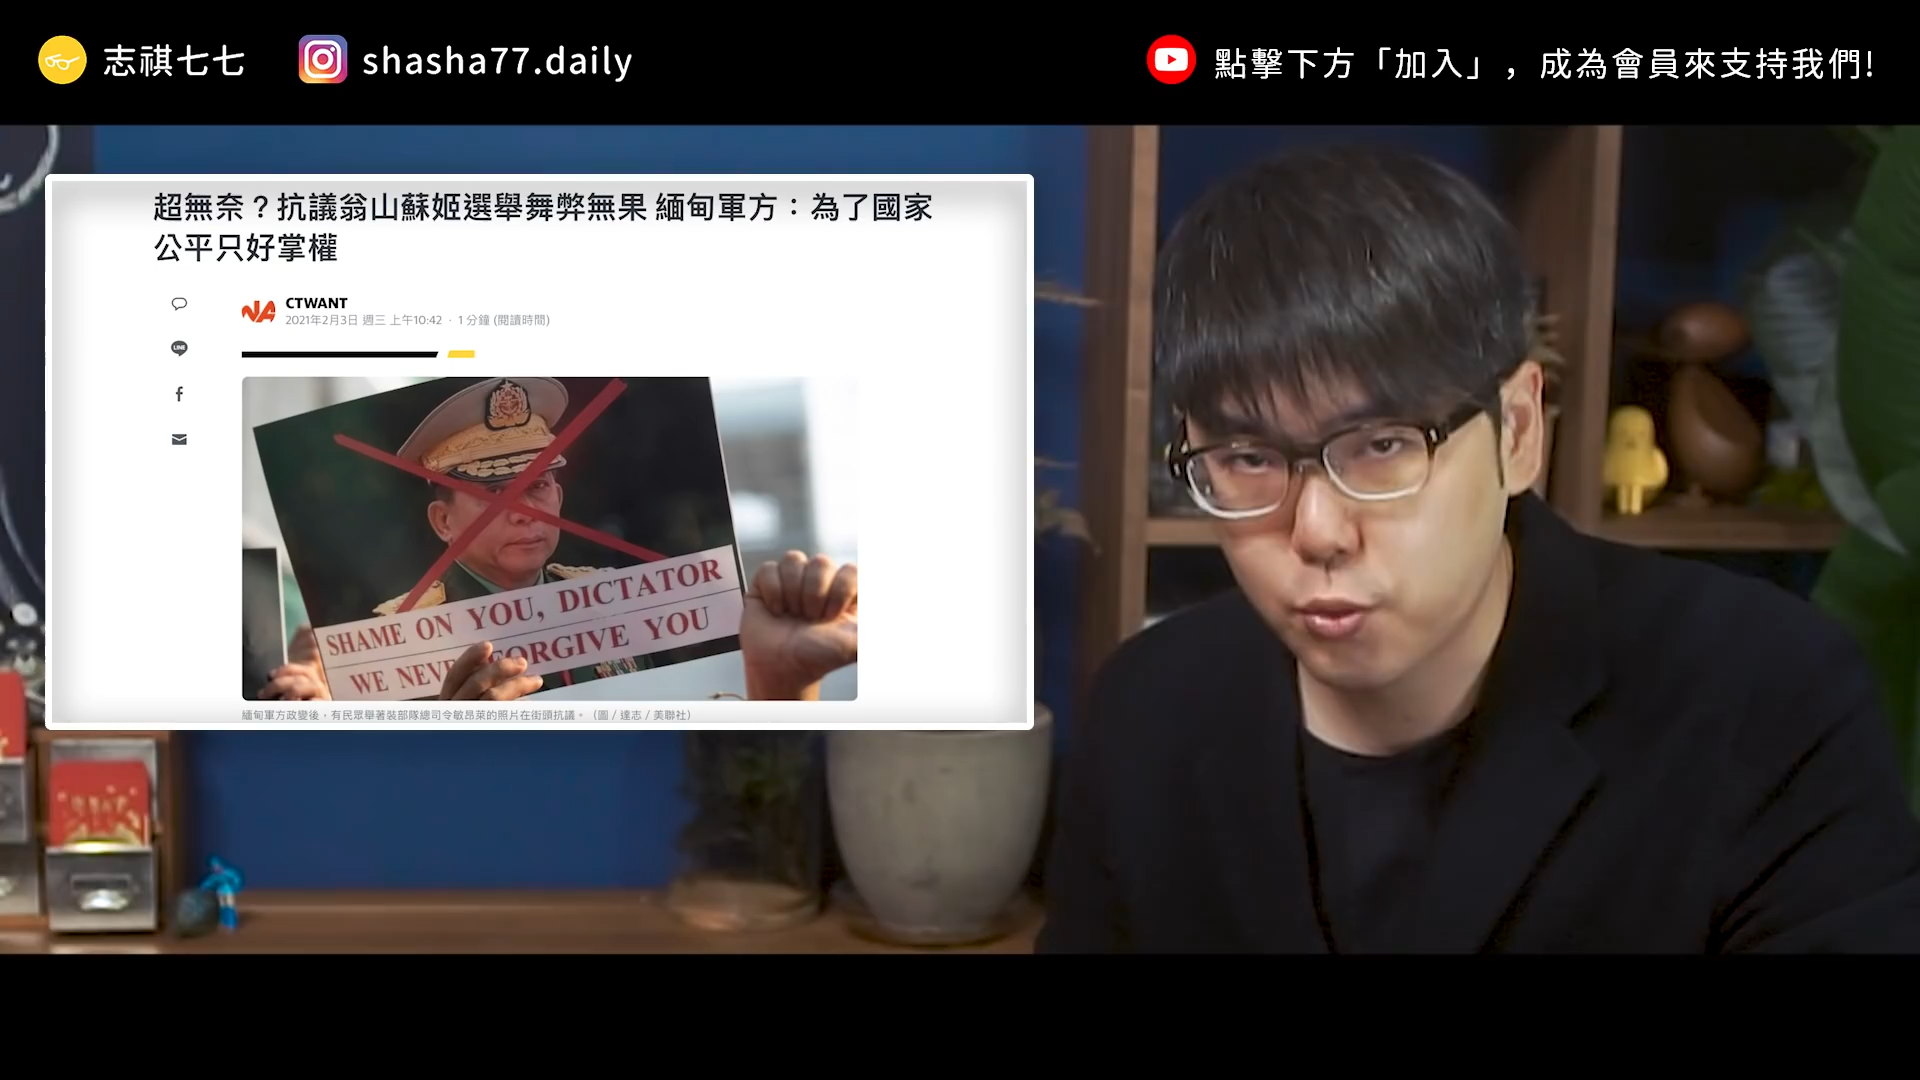 志祺七七
shasha77.daily
點擊下方「加入」，成為會員來支持我們!
超無奈？抗議翁山蘇姬選舉舞弊無果 緬甸軍方：為了國家
公平只好掌權
CTWANT
2021年2月3日 週三 上午10:42 · 1 分鐘 (閱讀時間)
LINE
SHAME ON YOU, DICTATOR
WE NEVE FORGIVE YOU
緬甸軍方政變後，有民眾舉著裝部隊總司令敏昂萊的照片在街頭抗議。（圖／達志／美聯社）